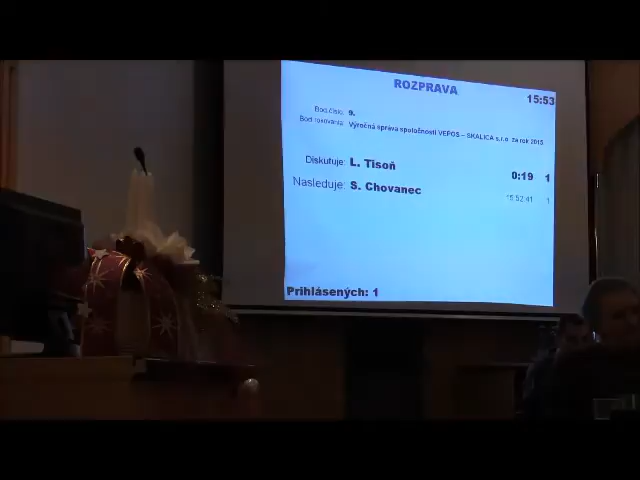 ROZPRAVA
15:53
Bod číslo: 9.
Bod rokovania: Výročná správa spoločnosti VEPOS – SKALICA s.r.o. za rok 2015
Diskutuje: L. Tisoň 0:19 1
Nasleduje: S. Chovanec 15:52:41 1
Prihlásených: 1